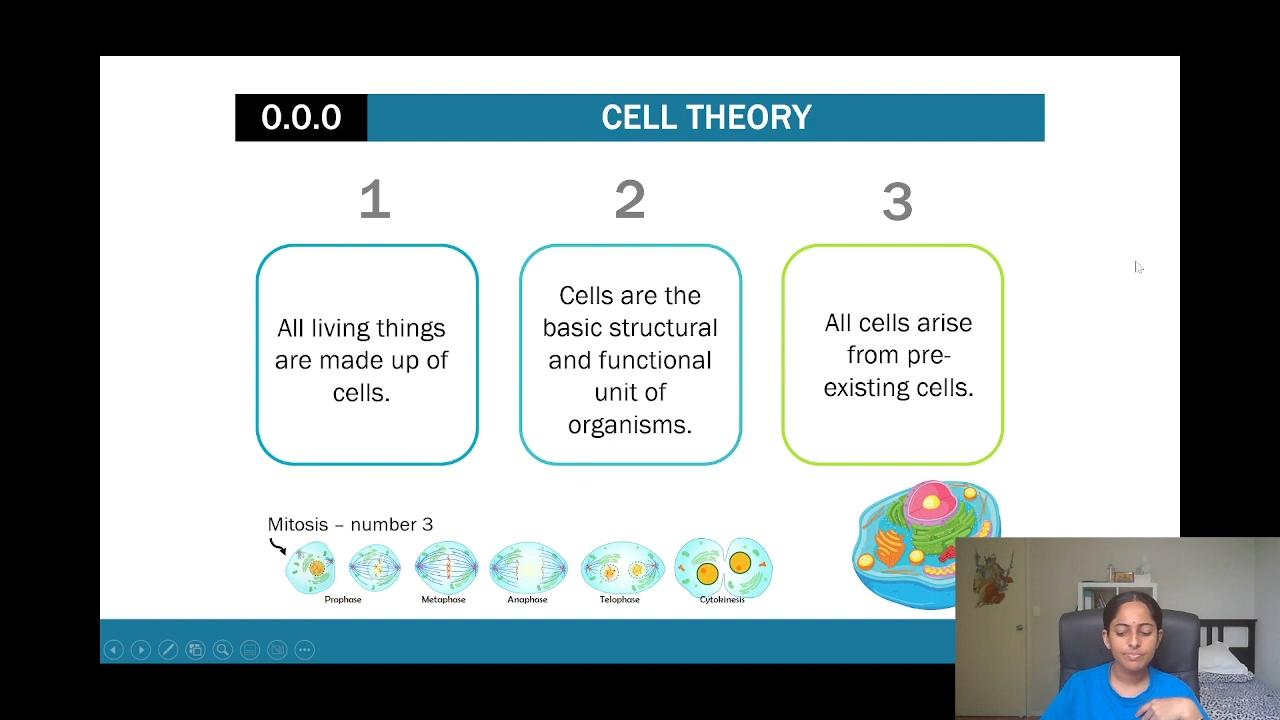 0.0.0
CELL THEORY
1
2
3
All living things
are made up of
cells.
Cells are the
basic structural
and functional
unit of
organisms.
All cells arise
from pre-
existing cells.
Mitosis – number 3
Prophase
Metaphase
Anaphase
Telophase
Cytokinesis